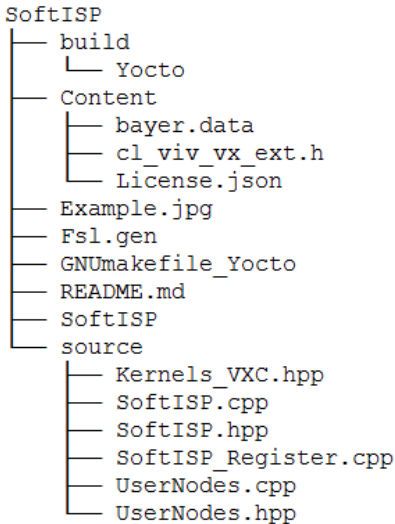 SoftISP
├── build
│   └── Yocto
├── Content
│   ├── bayer.data
│   ├── cl_viv_vx_ext.h
│   └── License.json
├── Example.jpg
├── Fsl.gen
├── GNUmakefile_Yocto
├── README.md
├── SoftISP
└── source
    ├── Kernels_VXC.hpp
    ├── SoftISP.cpp
    ├── SoftISP.hpp
    ├── SoftISP_Register.cpp
    ├── UserNodes.cpp
    └── UserNodes.hpp